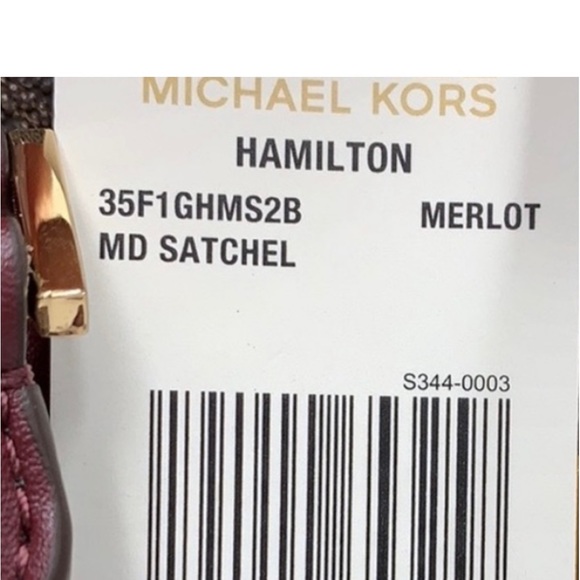 MICHAEL KORS
HAMILTON
35F1GHMS2B MERLOT
MD SATCHEL
S344-0003